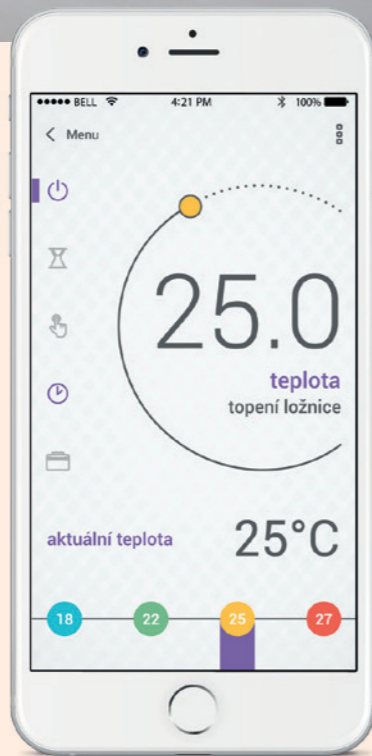 BELL 4:21 PM 100%
Menu
25.0
teplota
topení ložnice
aktuální teplota 25°C
18 22 25 27